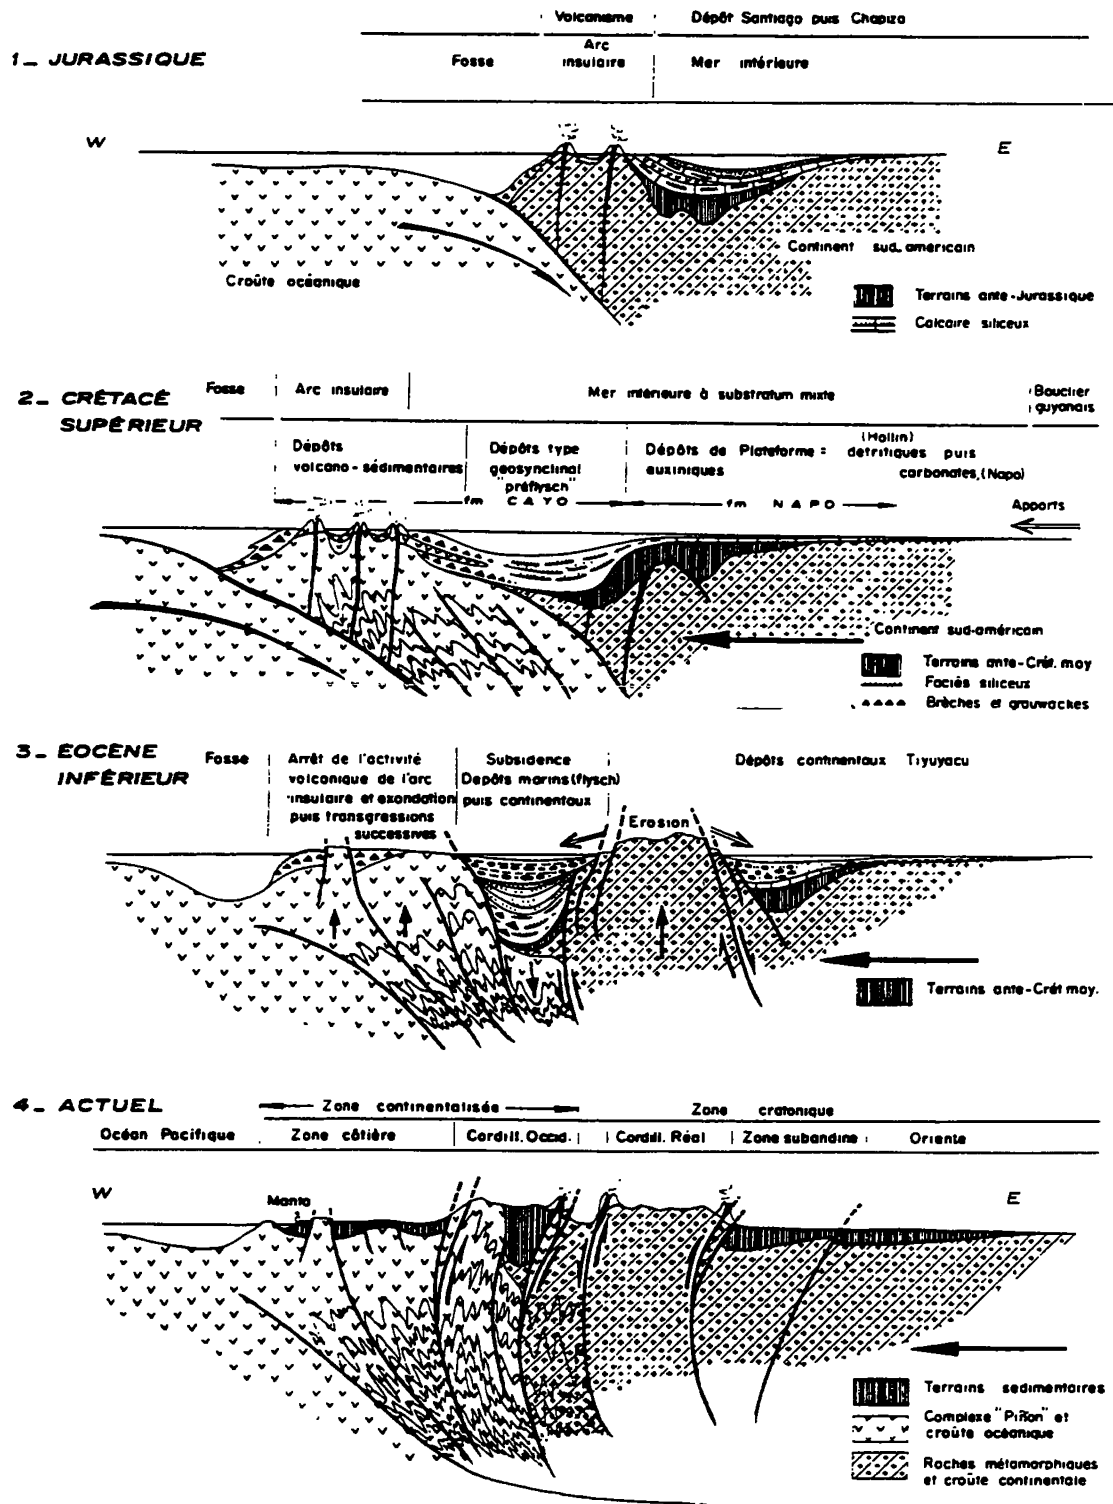 Volcanisme
Dépôt Santiago puis Chapiza
1_ JURASSIQUE
Fosse
Arc
insulaire
Mer intérieure
W
E
Continent sud_américain
Croûte océanique
Terrains ante-Jurassique
Calcaire siliceux
2_ CRÉTACÉ
SUPÉRIEUR
Fosse
Arc insulaire
Mer intérieure à substratum mixte
Bouclier
guyanais
Dépôts
volcano-sédimentaires
Dépôts type
geosynclinal
"préflysch"
Dépôts de Plateforme =
euxiniques
(Hollin)
detritiques puis
carbonates,(Napo)
fm CAYO
fm NAPO
Apports
Continent sud-américain
Terrains ante-Crét. moy
Faciès siliceux
Brèches et grauwackes
3_ ÉOCÈNE
INFÉRIEUR
Fosse
Arrêt de l'activité
volcanique de l'arc
insulaire et exondation
puis transgressions
successives
Subsidence
Depôts marins(flysch)
puis continentaux
Dépôts continentaux Tiyuyacu
Erosion
Terrains ante-Crét moy.
4_ ACTUEL
Zone continentalisée
Zone cratonique
Océan Pacifique
Zone côtière
Cordill. Occid.
Cordill. Réal
Zone subandine
Oriente
W
Manta
E
Terrains sedimentaires
Complexe "Piñon" et
croûte océanique
Roches métamorphiques
et croûte continentale